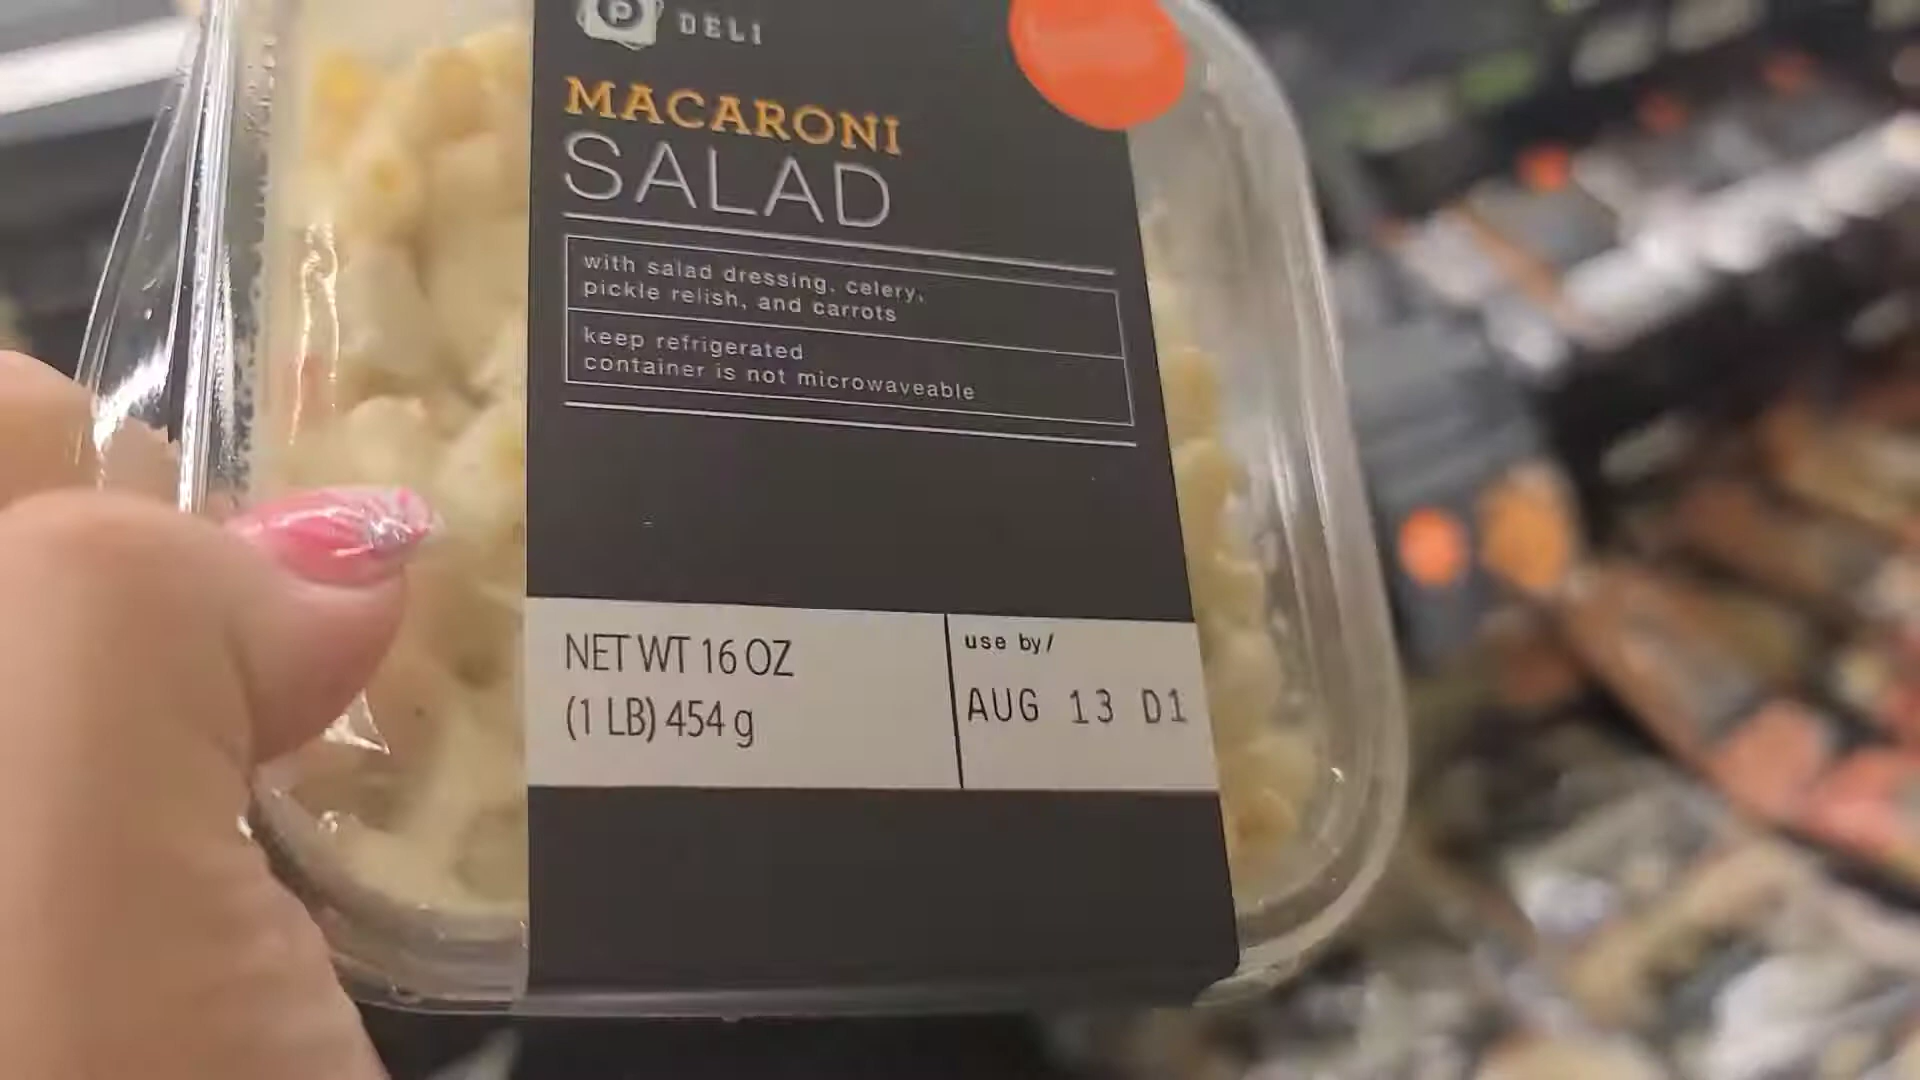 P DELI
MACARONI
SALAD
with salad dressing, celery,
pickle relish, and carrots
keep refrigerated
container is not microwaveable
NET WT 16 OZ
(1 LB) 454 g
use by/
AUG 13 D1